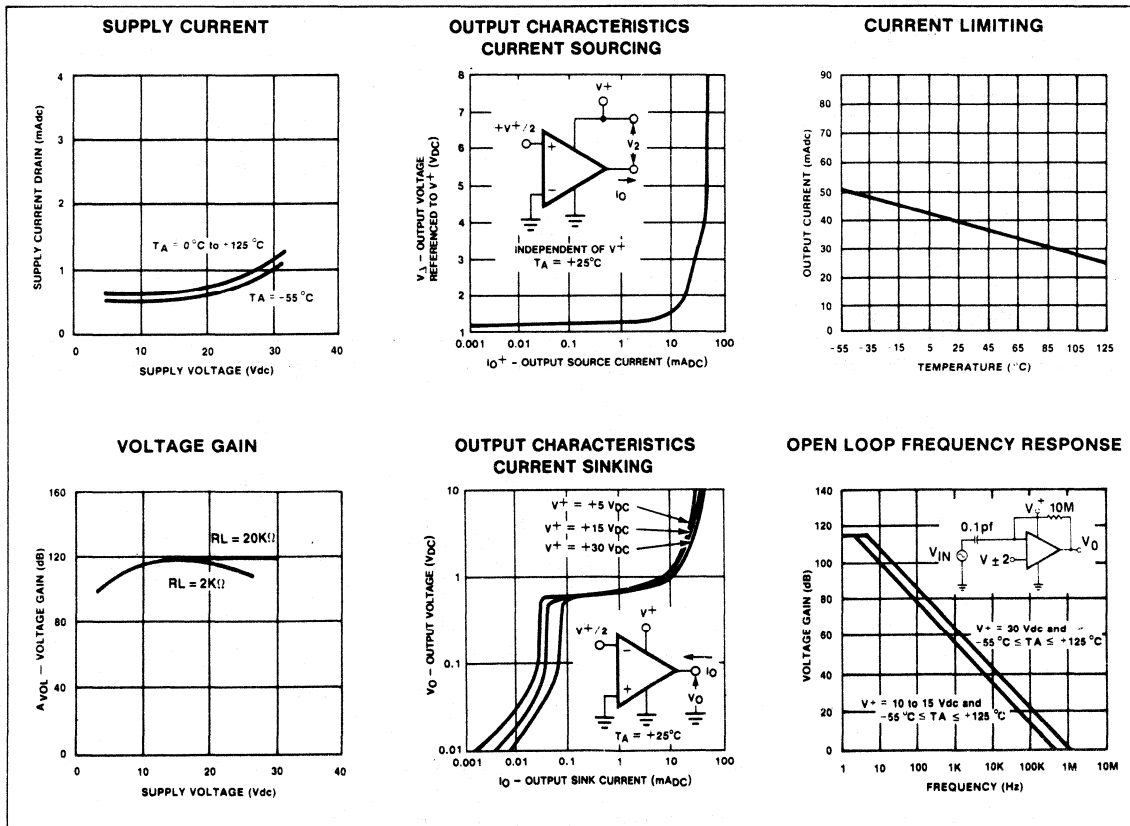 SUPPLY CURRENT
SUPPLY CURRENT DRAIN (mAdc)
4
3
2
1
0
TA = 0°C to +125°C
TA = -55°C
0
10
20
30
40
SUPPLY VOLTAGE (Vdc)
OUTPUT CHARACTERISTICS
CURRENT SOURCING
VΔ – OUTPUT VOLTAGE
REFERENCED TO V+ (VDC)
8
7
6
5
4
3
2
1
V+
+V+/2
+
−
V2
IO
INDEPENDENT OF V+
TA = +25°C
0.001
0.01
0.1
1
10
100
IO+ – OUTPUT SOURCE CURRENT (mADC)
CURRENT LIMITING
OUTPUT CURRENT (mAdc)
90
80
70
60
50
40
30
20
10
0
-55
-35
-15
5
25
45
65
85
105
125
TEMPERATURE (°C)
VOLTAGE GAIN
AVOL – VOLTAGE GAIN (dB)
160
120
80
40
0
RL = 20KΩ
RL = 2KΩ
0
10
20
30
40
SUPPLY VOLTAGE (Vdc)
OUTPUT CHARACTERISTICS
CURRENT SINKING
VO – OUTPUT VOLTAGE (VDC)
10
1
0.1
0.01
V+ = +5 VDC
V+ = +15 VDC
V+ = +30 VDC
V+
V+/2
−
+
IO
VO
TA = +25°C
0.001
0.01
0.1
1
10
100
IO – OUTPUT SINK CURRENT (mADC)
OPEN LOOP FREQUENCY RESPONSE
VOLTAGE GAIN (dB)
140
120
100
80
60
40
20
0
V+
10M
0.1pf
VIN
V±2
VO
V+ = 30 Vdc and
-55°C ≤ TA ≤ +125°C
V+ = 10 to 15 Vdc and
-55°C ≤ TA ≤ +125°C
1
10
100
1K
10K
100K
1M
10M
FREQUENCY (Hz)